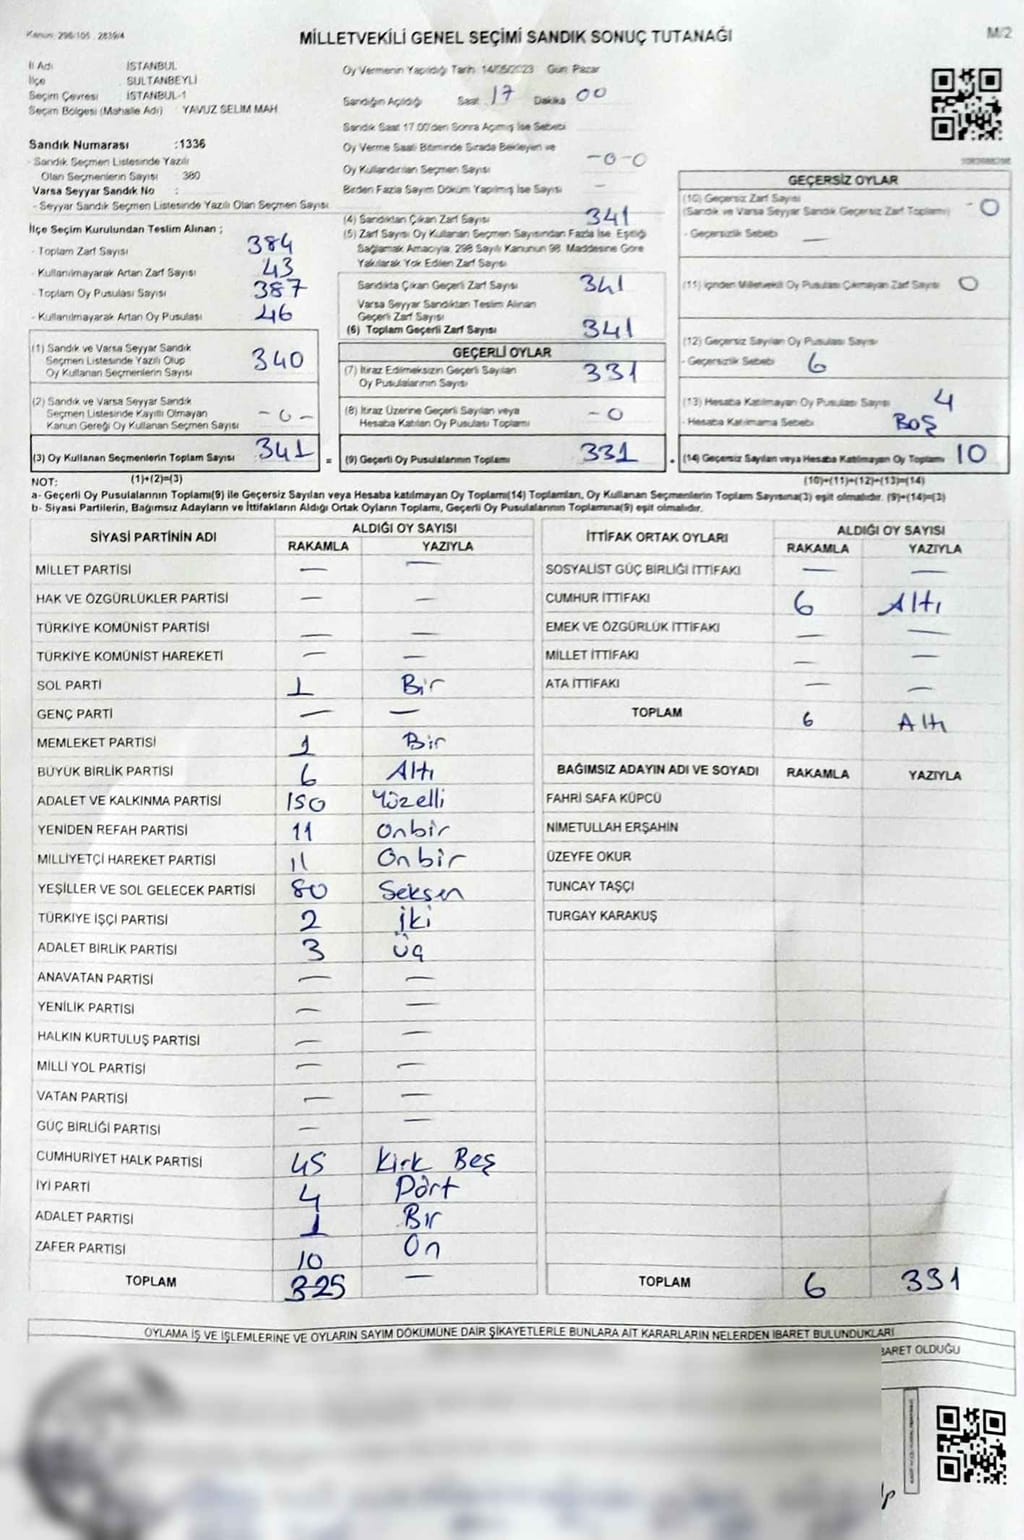 Kanun: 298/105 , 2839/4
MİLLETVEKİLİ GENEL SEÇİMİ SANDIK SONUÇ TUTANAĞI
M/2
İl Adı İSTANBUL
İlçe SULTANBEYLİ
Seçim Çevresi İSTANBUL-1
Seçim Bölgesi (Mahalle Adı) YAVUZ SELIM MAH
Oy Vermenin Yapıldığı Tarih 14/05/2023 Gün Pazar
Sandığın Açıldığı Saat 17 Dakika 00
Sandık Saat 17.00'den Sonra Açılmış İse Sebebi
Sandık Numarası :1336
- Sandık Seçmen Listesinde Yazılı
Olan Seçmenlerin Sayısı 380
Varsa Seyyar Sandık No :
- Seyyar Sandık Seçmen Listesinde Yazılı Olan Seçmen Sayısı
Oy Verme Saati Bitiminde Sırada Bekleyen ve
Oy Kullandırılan Seçmen Sayısı -0-0
Birden Fazla Sayım Döküm Yapılmış İse Sayısı -
İlçe Seçim Kurulundan Teslim Alınan ;
- Toplam Zarf Sayısı 384
- Kullanılmayarak Artan Zarf Sayısı 43
- Toplam Oy Pusulası Sayısı 387
- Kullanılmayarak Artan Oy Pusulası 46
(4) Sandıktan Çıkan Zarf Sayısı 341
(5) Zarf Sayısı Oy Kullanan Seçmen Sayısından Fazla İse, Eşitliği
Sağlamak Amacıyla, 298 Sayılı Kanunun 98. Maddesine Göre
Yakılarak Yok Edilen Zarf Sayısı
Sandıkta Çıkan Geçerli Zarf Sayısı 341
Varsa Seyyar Sandıktan Teslim Alınan
Geçerli Zarf Sayısı
(6) Toplam Geçerli Zarf Sayısı 341
GEÇERSİZ OYLAR
(10) Geçersiz Zarf Sayısı
(Sandık ve Varsa Seyyar Sandık Geçersiz Zarf Toplamı) -0
- Geçersizlik Sebebi —
(11) İçinden Milletvekili Oy Pusulası Çıkmayan Zarf Sayısı 0
(12) Geçersiz Sayılan Oy Pusulası Sayısı
- Geçersizlik Sebebi 6
(13) Hesaba Katılmayan Oy Pusulası Sayısı 4
- Hesaba Katılmama Sebebi BOŞ
(1) Sandık ve Varsa Seyyar Sandık
Seçmen Listesinde Yazılı Olup
Oy Kullanan Seçmenlerin Sayısı 340
(2) Sandık ve Varsa Seyyar Sandık
Seçmen Listesinde Kayıtlı Olmayan
Kanun Gereği Oy Kullanan Seçmen Sayısı -0-
GEÇERLİ OYLAR
(7) İtiraz Edilmeksizin Geçerli Sayılan
Oy Pusulalarının Sayısı 331
(8) İtiraz Üzerine Geçerli Sayılan veya
Hesaba Katılan Oy Pusulası Toplamı -0
(3) Oy Kullanan Seçmenlerin Toplam Sayısı 341 = (9) Geçerli Oy Pusulalarının Toplamı 331 + (14) Geçersiz Sayılan veya Hesaba Katılmayan Oy Toplamı 10
NOT: (1)+(2)=(3) (10)+(11)+(12)+(13)=(14)
a- Geçerli Oy Pusulalarının Toplamı(9) ile Geçersiz Sayılan veya Hesaba katılmayan Oy Toplamı(14) Toplamları, Oy Kullanan Seçmenlerin Toplam Sayısına(3) eşit olmalıdır. (9)+(14)=(3)
b- Siyasi Partilerin, Bağımsız Adayların ve İttifakların Aldığı Ortak Oyların Toplamı, Geçerli Oy Pusulalarının Toplamına(9) eşit olmalıdır.
SİYASİ PARTİNİN ADI ALDIĞI OY SAYISI
RAKAMLA YAZIYLA
MİLLET PARTİSİ — —
HAK VE ÖZGÜRLÜKLER PARTİSİ — —
TÜRKİYE KOMÜNİST PARTİSİ — —
TÜRKİYE KOMÜNİST HAREKETİ — —
SOL PARTİ 1 Bir
GENÇ PARTİ — —
MEMLEKET PARTİSİ 1 Bir
BÜYÜK BİRLİK PARTİSİ 6 Altı
ADALET VE KALKINMA PARTİSİ 150 Yüzelli
YENİDEN REFAH PARTİSİ 11 Onbir
MİLLİYETÇİ HAREKET PARTİSİ 11 Onbir
YEŞİLLER VE SOL GELECEK PARTİSİ 80 Seksen
TÜRKİYE İŞÇİ PARTİSİ 2 İki
ADALET BİRLİK PARTİSİ 3 Üç
ANAVATAN PARTİSİ — —
YENİLİK PARTİSİ — —
HALKIN KURTULUŞ PARTİSİ — —
MİLLİ YOL PARTİSİ — —
VATAN PARTİSİ — —
GÜÇ BİRLİĞİ PARTİSİ — —
CUMHURİYET HALK PARTİSİ 45 Kırk Beş
İYİ PARTİ 4 Dört
ADALET PARTİSİ 1 Bir
ZAFER PARTİSİ 10 On
TOPLAM 325 —
İTTİFAK ORTAK OYLARI ALDIĞI OY SAYISI
RAKAMLA YAZIYLA
SOSYALİST GÜÇ BİRLİĞİ İTTİFAKI — —
CUMHUR İTTİFAKI 6 Altı
EMEK VE ÖZGÜRLÜK İTTİFAKI — —
MİLLET İTTİFAKI — —
ATA İTTİFAKI — —
TOPLAM 6 Altı
BAĞIMSIZ ADAYIN ADI VE SOYADI RAKAMLA YAZIYLA
FAHRİ SAFA KÜPCÜ
NİMETULLAH ERŞAHİN
ÜZEYFE OKUR
TUNCAY TAŞÇI
TURGAY KARAKUŞ
TOPLAM 6 331
OYLAMA İŞ VE İŞLEMLERİNE VE OYLARIN SAYIM DÖKÜMÜNE DAİR ŞİKAYETLERLE BUNLARA AİT KARARLARIN NELERDEN İBARET BULUNDUKLARI
BARET OLDUĞU